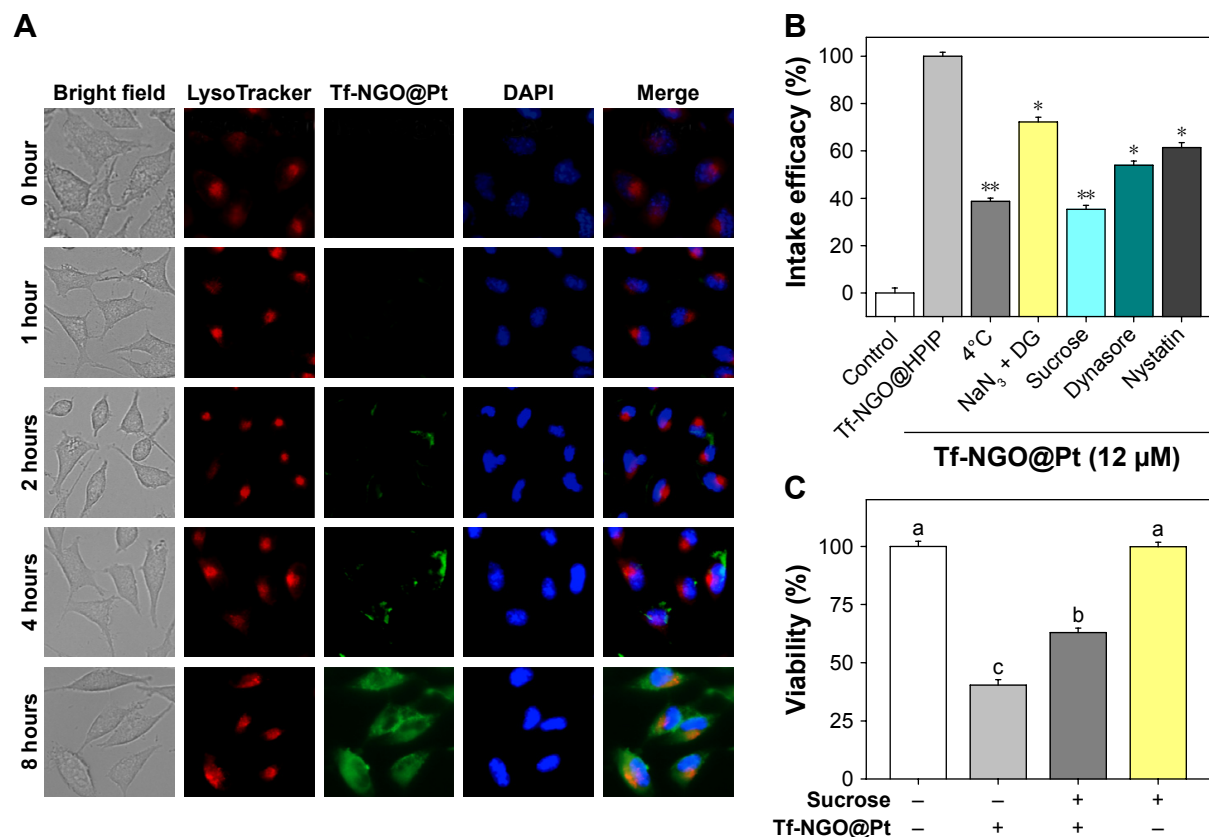 A
Bright field LysoTracker Tf-NGO@Pt DAPI Merge
0 hour
1 hour
2 hours
4 hours
8 hours
B
Intake efficacy (%)
100
80
60
40
20
0
* 
**
*
**
*
*
Control
Tf-NGO@HPIP
4°C
NaN₃ + DG
Sucrose
Dynasore
Nystatin
Tf-NGO@Pt (12 µM)
C
Viability (%)
100
75
50
25
0
a
c
b
a
Sucrose – – + +
Tf-NGO@Pt – + + –